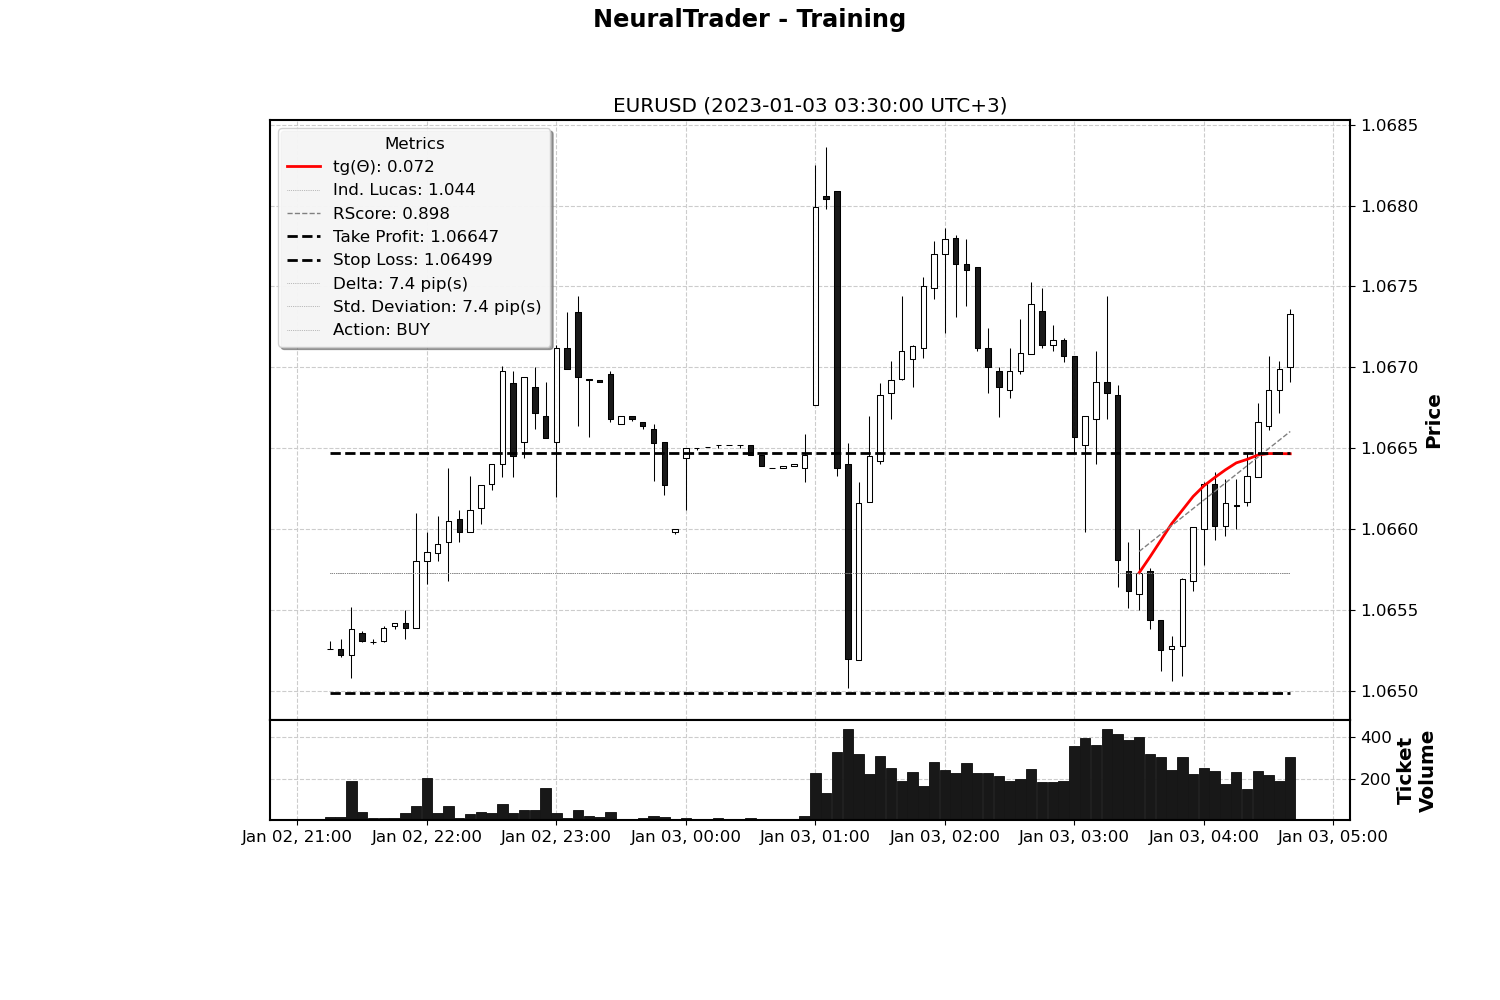 NeuralTrader - Training
EURUSD (2023-01-03 03:30:00 UTC+3)
Metrics
tg(Θ): 0.072
Ind. Lucas: 1.044
RScore: 0.898
Take Profit: 1.06647
Stop Loss: 1.06499
Delta: 7.4 pip(s)
Std. Deviation: 7.4 pip(s)
Action: BUY
1.0685
1.0680
1.0675
1.0670
1.0665
1.0660
1.0655
1.0650
Price
400
200
Ticket
Volume
Jan 02, 21:00
Jan 02, 22:00
Jan 02, 23:00
Jan 03, 00:00
Jan 03, 01:00
Jan 03, 02:00
Jan 03, 03:00
Jan 03, 04:00
Jan 03, 05:00